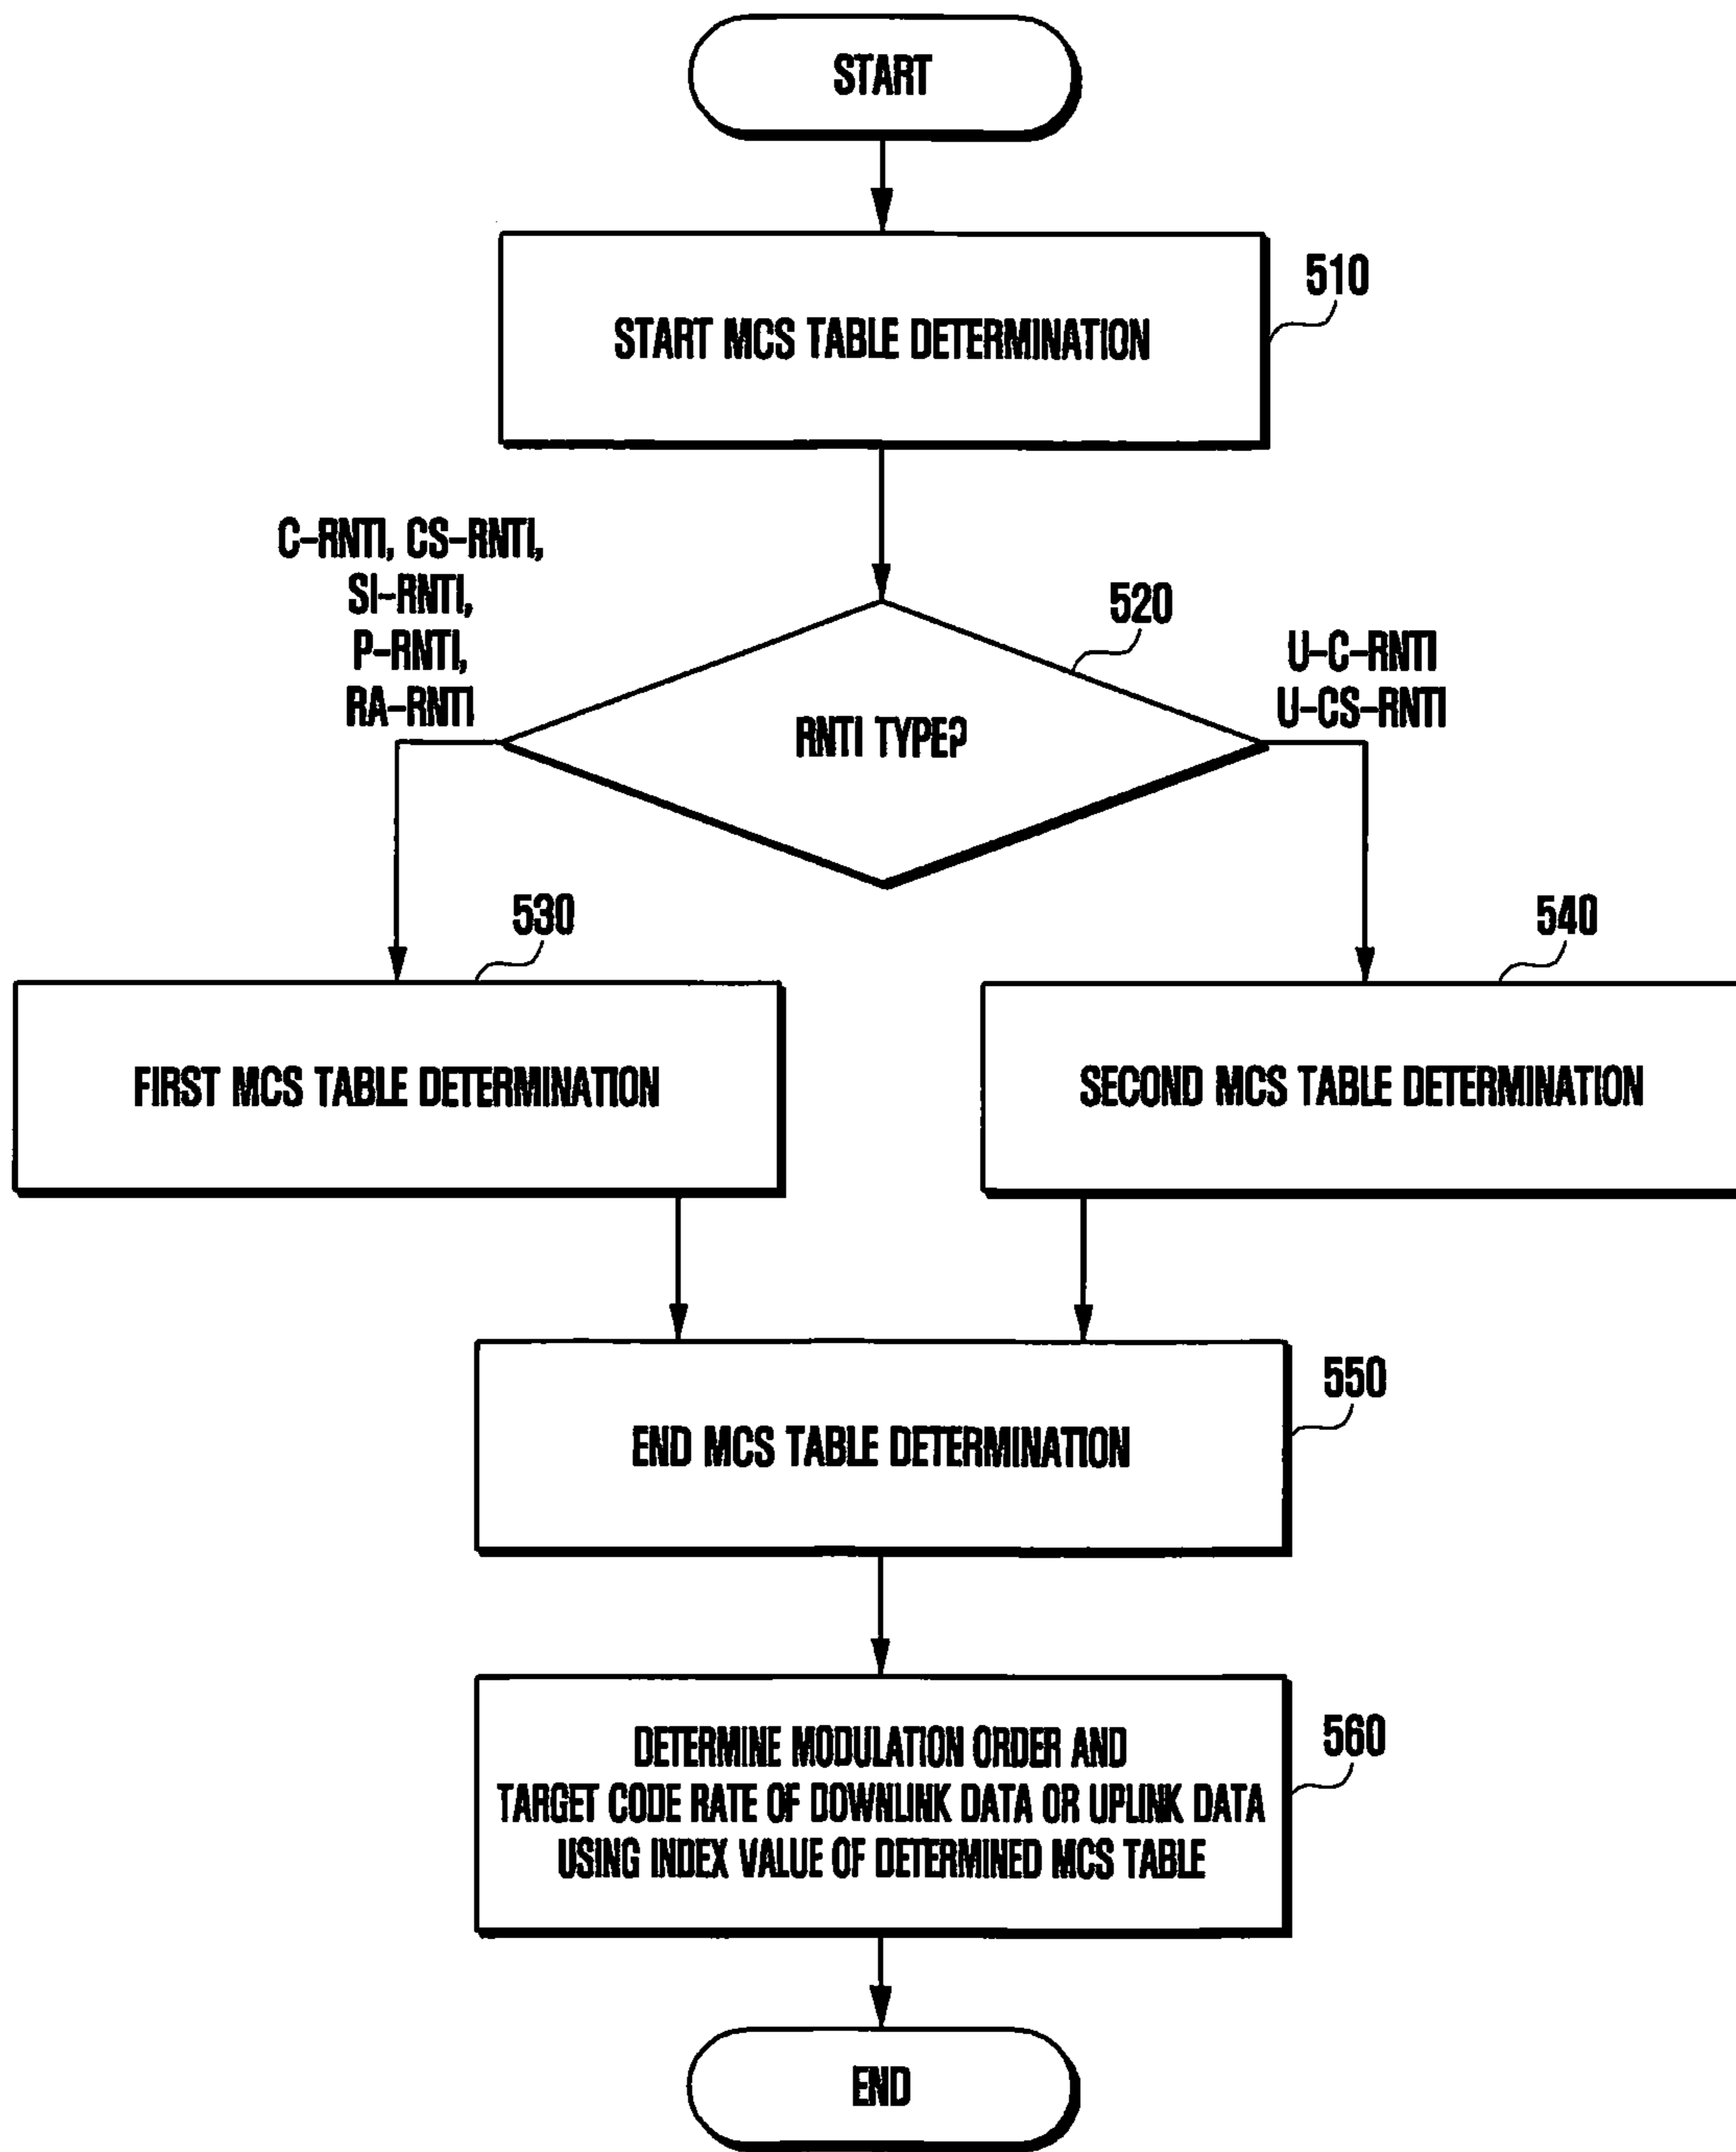 START
510
START MCS TABLE DETERMINATION
C-RNTI, CS-RNTI,
SI-RNTI,
P-RNTI,
RA-RNTI
520
U-C-RNTI
U-CS-RNTI
RNTI TYPE?
530
540
FIRST MCS TABLE DETERMINATION
SECOND MCS TABLE DETERMINATION
550
END MCS TABLE DETERMINATION
560
DETERMINE MODULATION ORDER AND
TARGET CODE RATE OF DOWNLINK DATA OR UPLINK DATA
USING INDEX VALUE OF DETERMINED MCS TABLE
END